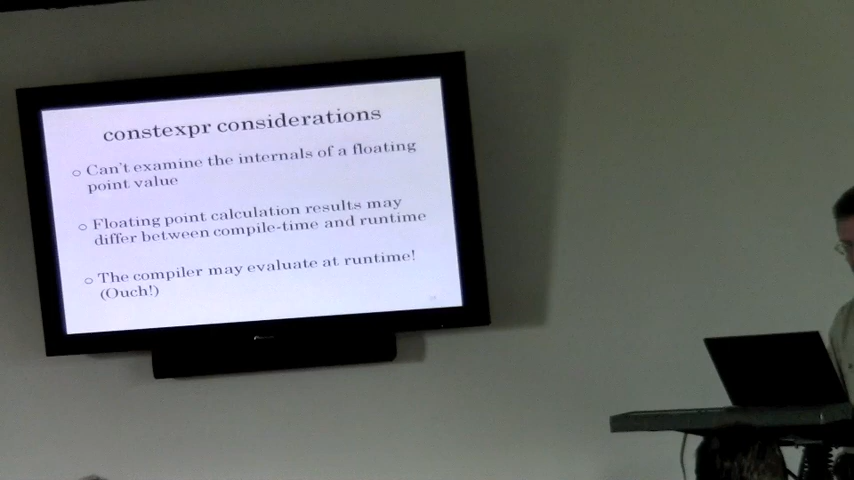 constexpr considerations
○ Can't examine the internals of a floating
point value
○ Floating point calculation results may
differ between compile-time and runtime
○ The compiler may evaluate at runtime!
(Ouch!)